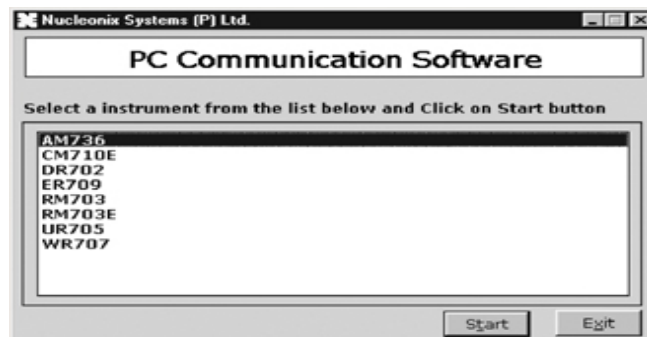 Nucleonix Systems (P) Ltd.
PC Communication Software
Select a instrument from the list below and Click on Start button
AM736
CM710E
DR702
ER709
RM703
RM703E
UR705
WR707
Start
Exit